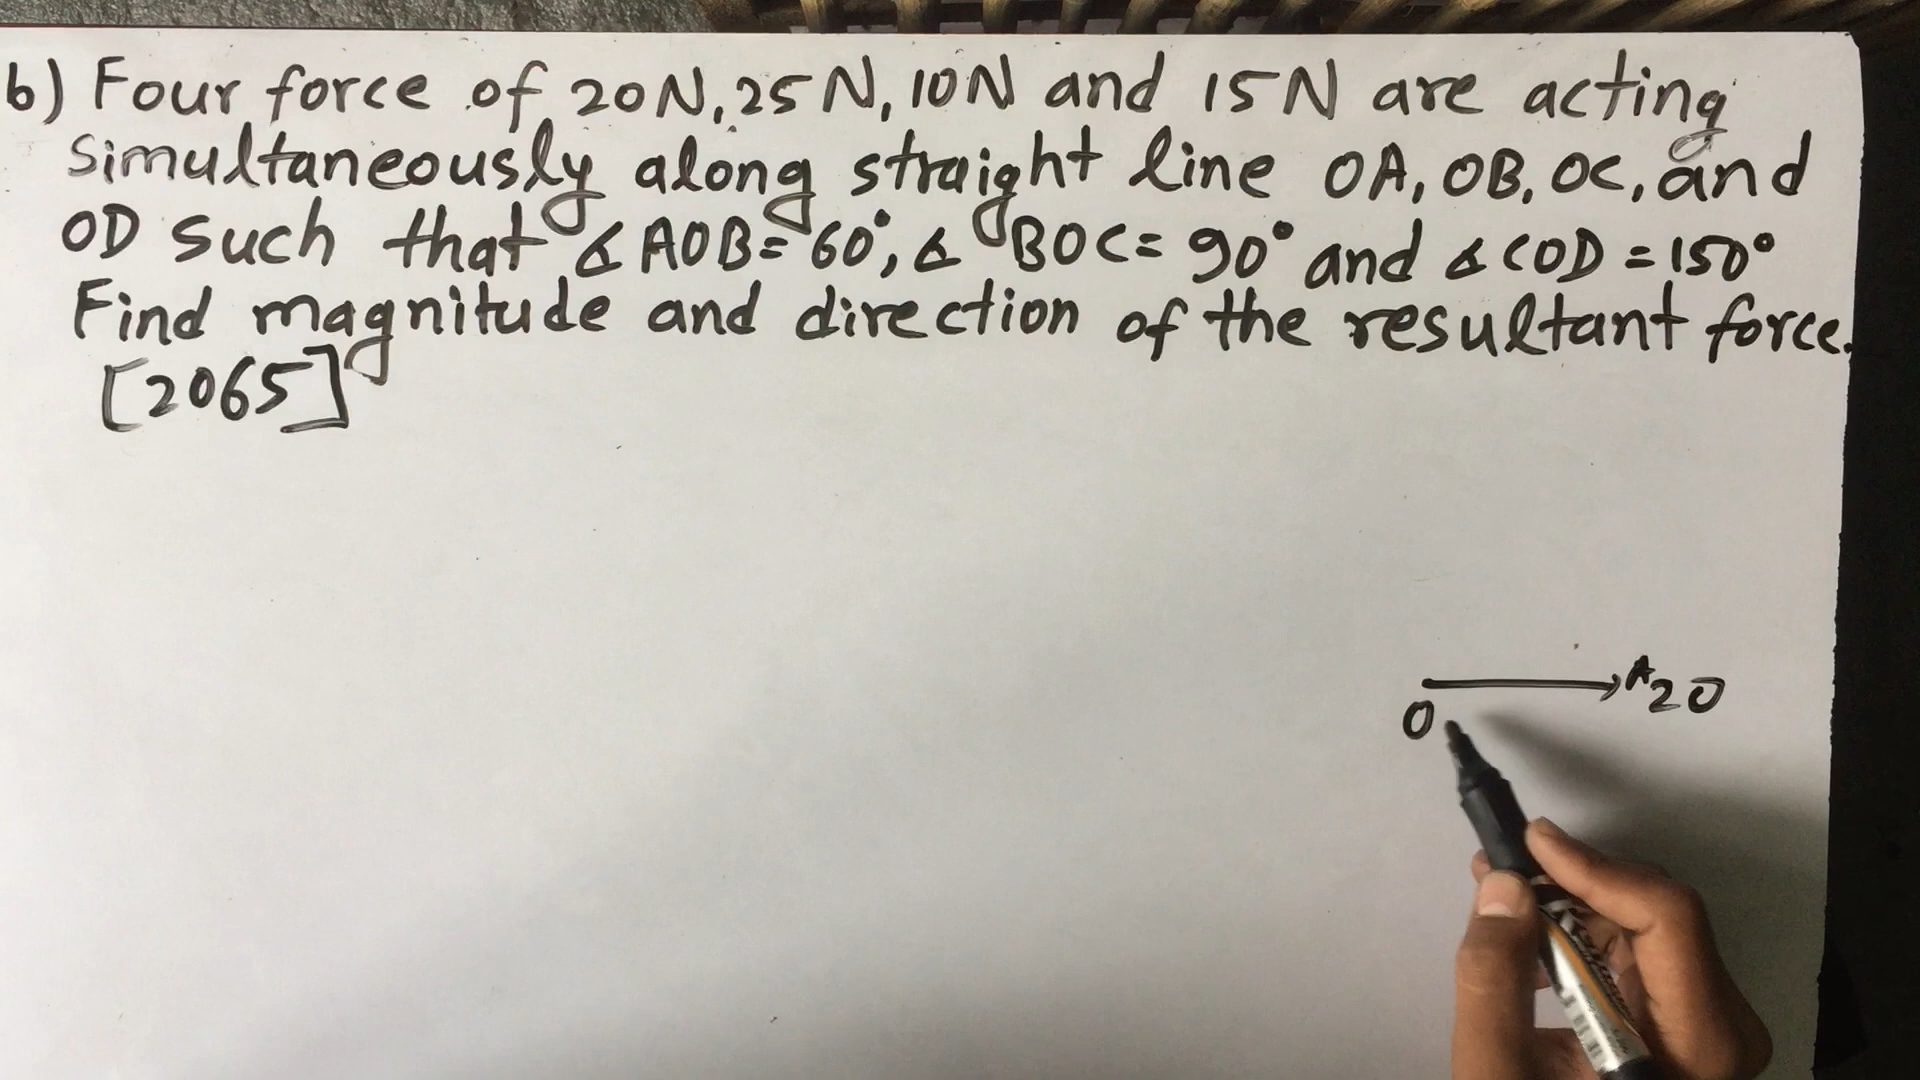 b) Four force of 20N, 25N, 10N and 15N are acting
simultaneously along straight line OA, OB, OC, and
OD such that ∡AOB= 60°, ∡BOC= 90° and ∡COD = 150°
Find magnitude and direction of the resultant force.
[2065]
A 20
O